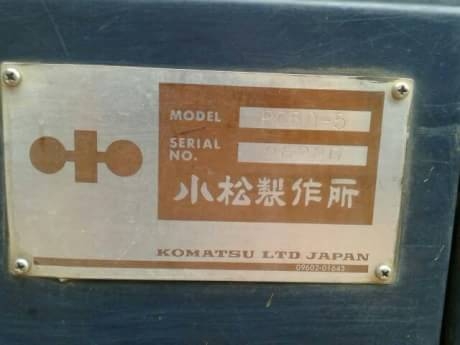 MODEL
SERIAL
NO.
小松製作所
KOMATSU LTD JAPAN